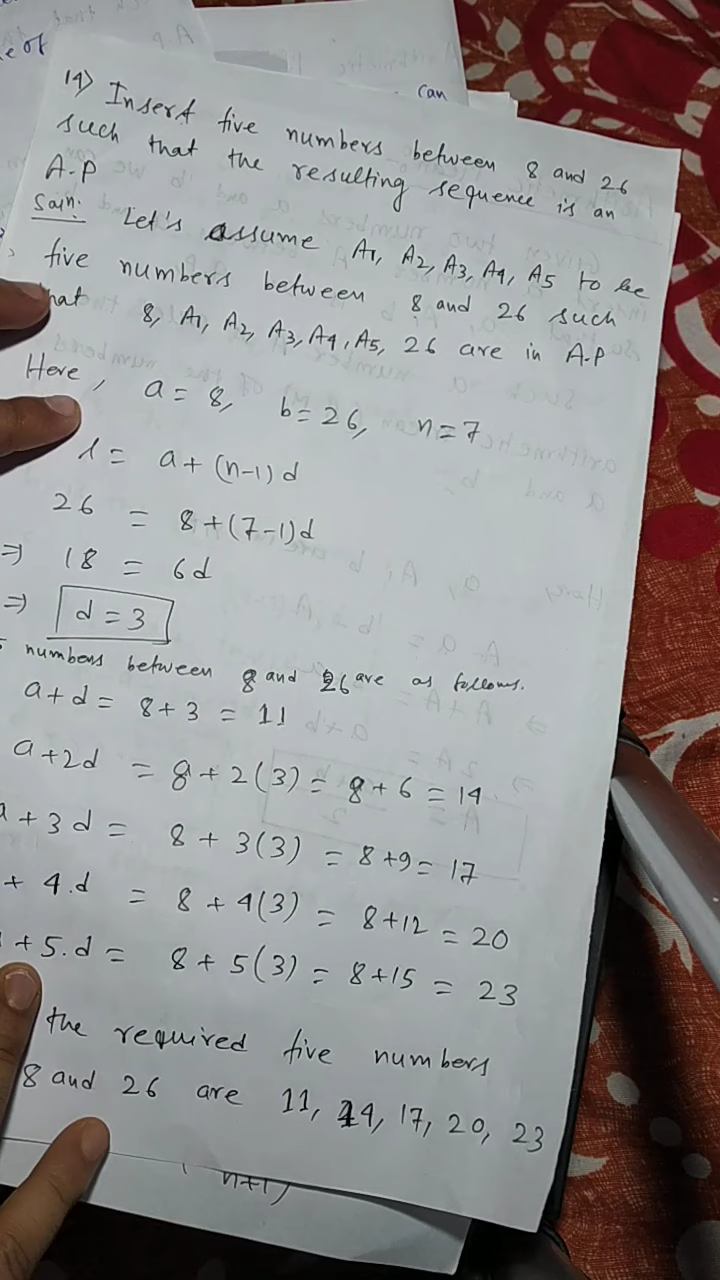 e of
can
14) Insert five numbers between 8 and 26
such that the resulting sequence is an
A.P
Soln: Let's assume A1, A2, A3, A4, A5 to be
five numbers between 8 and 26 such
hat 8, A1, A2, A3, A4, A5, 26 are in A.P
Here, a = 8, b = 26, n = 7
l = a + (n-1) d
26 = 8 + (7-1)d
=> 18 = 6d
=> d = 3
numbers between 8 and 26 are as follows.
a+d = 8+3 = 11
a+2d = 8+2(3) = 8+6 = 14
a+3d = 8+3(3) = 8+9 = 17
+ 4.d = 8+4(3) = 8+12 = 20
+5.d = 8+5(3) = 8+15 = 23
the required five numbers
8 and 26 are 11, 14, 17, 20, 23
n+1)